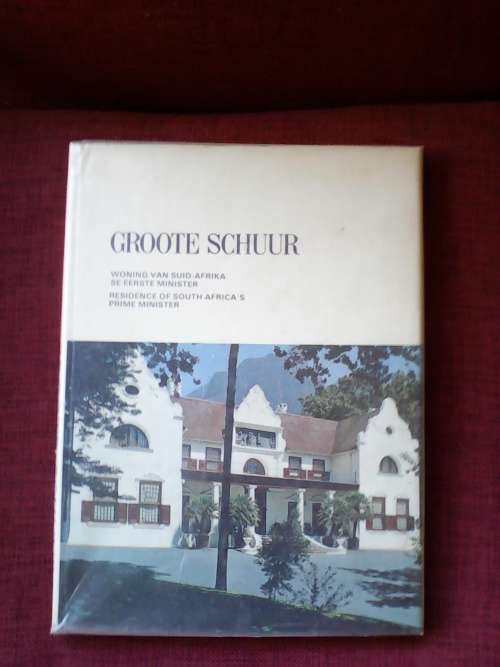 GROOTE SCHUUR
WONING VAN SUID-AFRIKA
SE EERSTE MINISTER
RESIDENCE OF SOUTH AFRICA'S
PRIME MINISTER